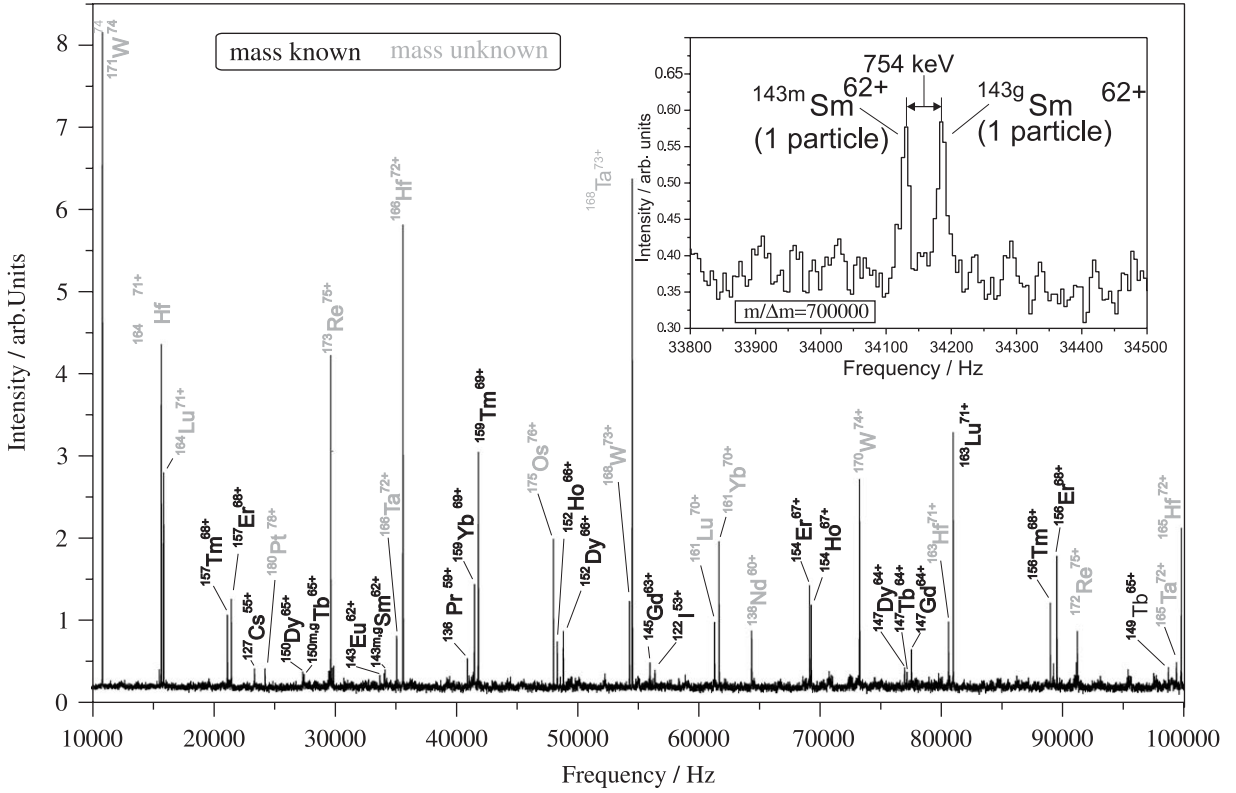 mass known mass unknown
74
171W74
164Hf71+
164Lu71+
157Tm68+
157Er68+
127Cs55+
180Pt78+
150Dy65+
150m,gTb65+
173Re75+
143Eu62+
143m,gSm62+
166Ta72+
166Hf72+
136Pr59+
159Yb69+
159Tm69+
175Os76+
152Ho66+
152Dy66+
168W73+
168Ta73+
145Gd63+
122I53+
161Lu70+
161Yb70+
138Nd60+
154Er67+
154Ho67+
170W74+
147Dy64+
147Tb64+
147Gd64+
163Hf71+
163Lu71+
156Tm68+
156Er68+
172Re75+
149Tb65+
165Ta72+
165Hf72+
754 keV
143mSm 62+
(1 particle)
143gSm 62+
(1 particle)
Intensity / arb. units
0.65
0.60
0.55
0.50
0.45
0.40
0.35
0.30
m/Δm=700000
33800 33900 34000 34100 34200 34300 34400 34500
Frequency / Hz
Intensity / arb.Units
8
7
6
5
4
3
2
1
0
10000 20000 30000 40000 50000 60000 70000 80000 90000 100000
Frequency / Hz